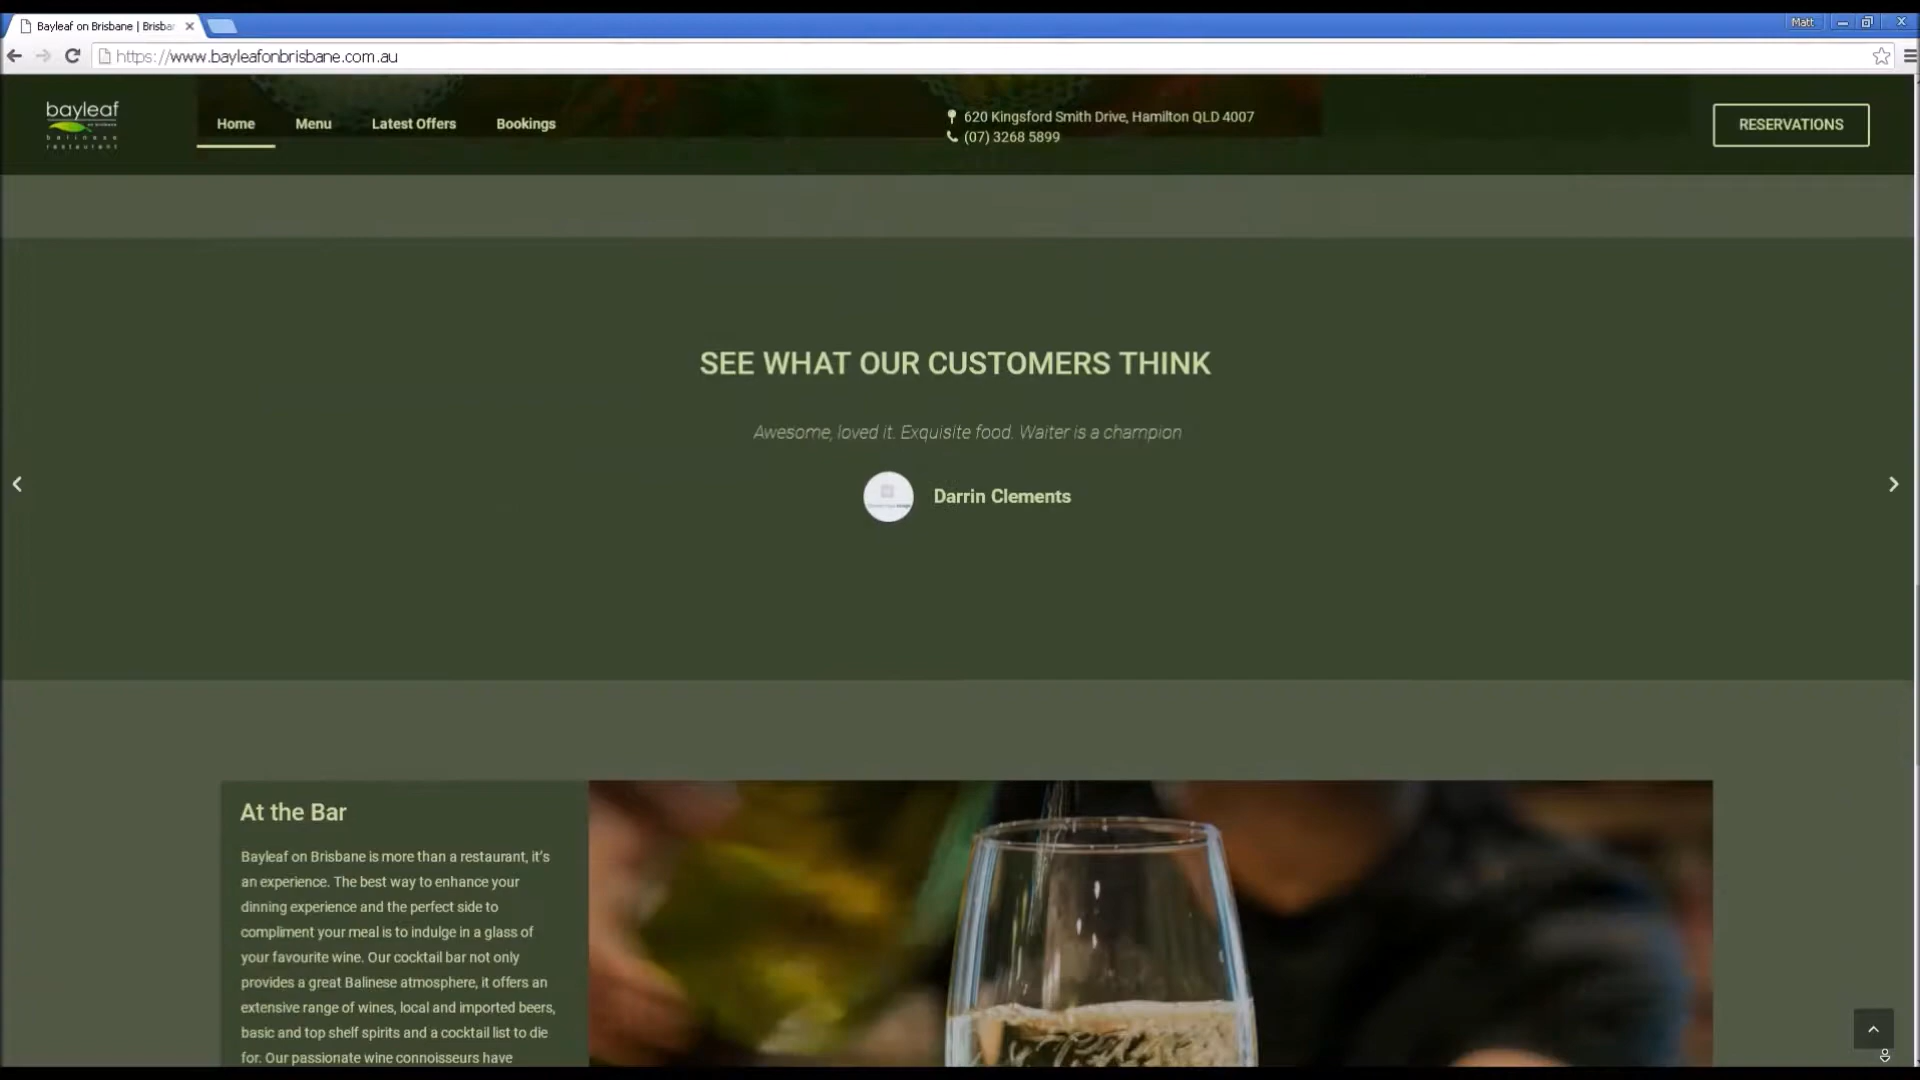 Bayleaf on Brisbane | Brisba
Matt
https://www.bayleafonbrisbane.com.au
bayleaf
on brisbane
balinese
restaurant
Home
Menu
Latest Offers
Bookings
620 Kingsford Smith Drive, Hamilton QLD 4007
(07) 3268 5899
RESERVATIONS
SEE WHAT OUR CUSTOMERS THINK
Awesome, loved it. Exquisite food. Waiter is a champion
Darrin Clements
At the Bar
Bayleaf on Brisbane is more than a restaurant, it's
an experience. The best way to enhance your
dinning experience and the perfect side to
compliment your meal is to indulge in a glass of
your favourite wine. Our cocktail bar not only
provides a great Balinese atmosphere, it offers an
extensive range of wines, local and imported beers,
basic and top shelf spirits and a cocktail list to die
for. Our passionate wine connoisseurs have